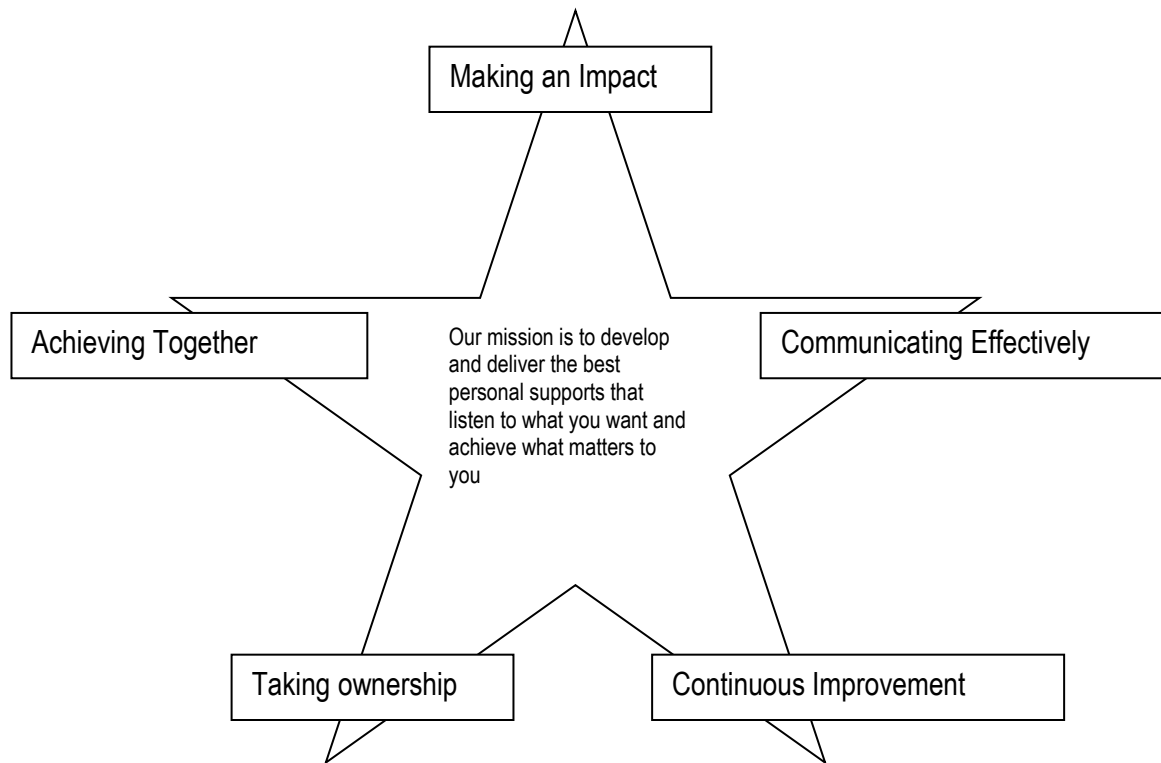 Making an Impact
Achieving Together
Our mission is to develop
and deliver the best
personal supports that
listen to what you want and
achieve what matters to
you
Communicating Effectively
Taking ownership
Continuous Improvement